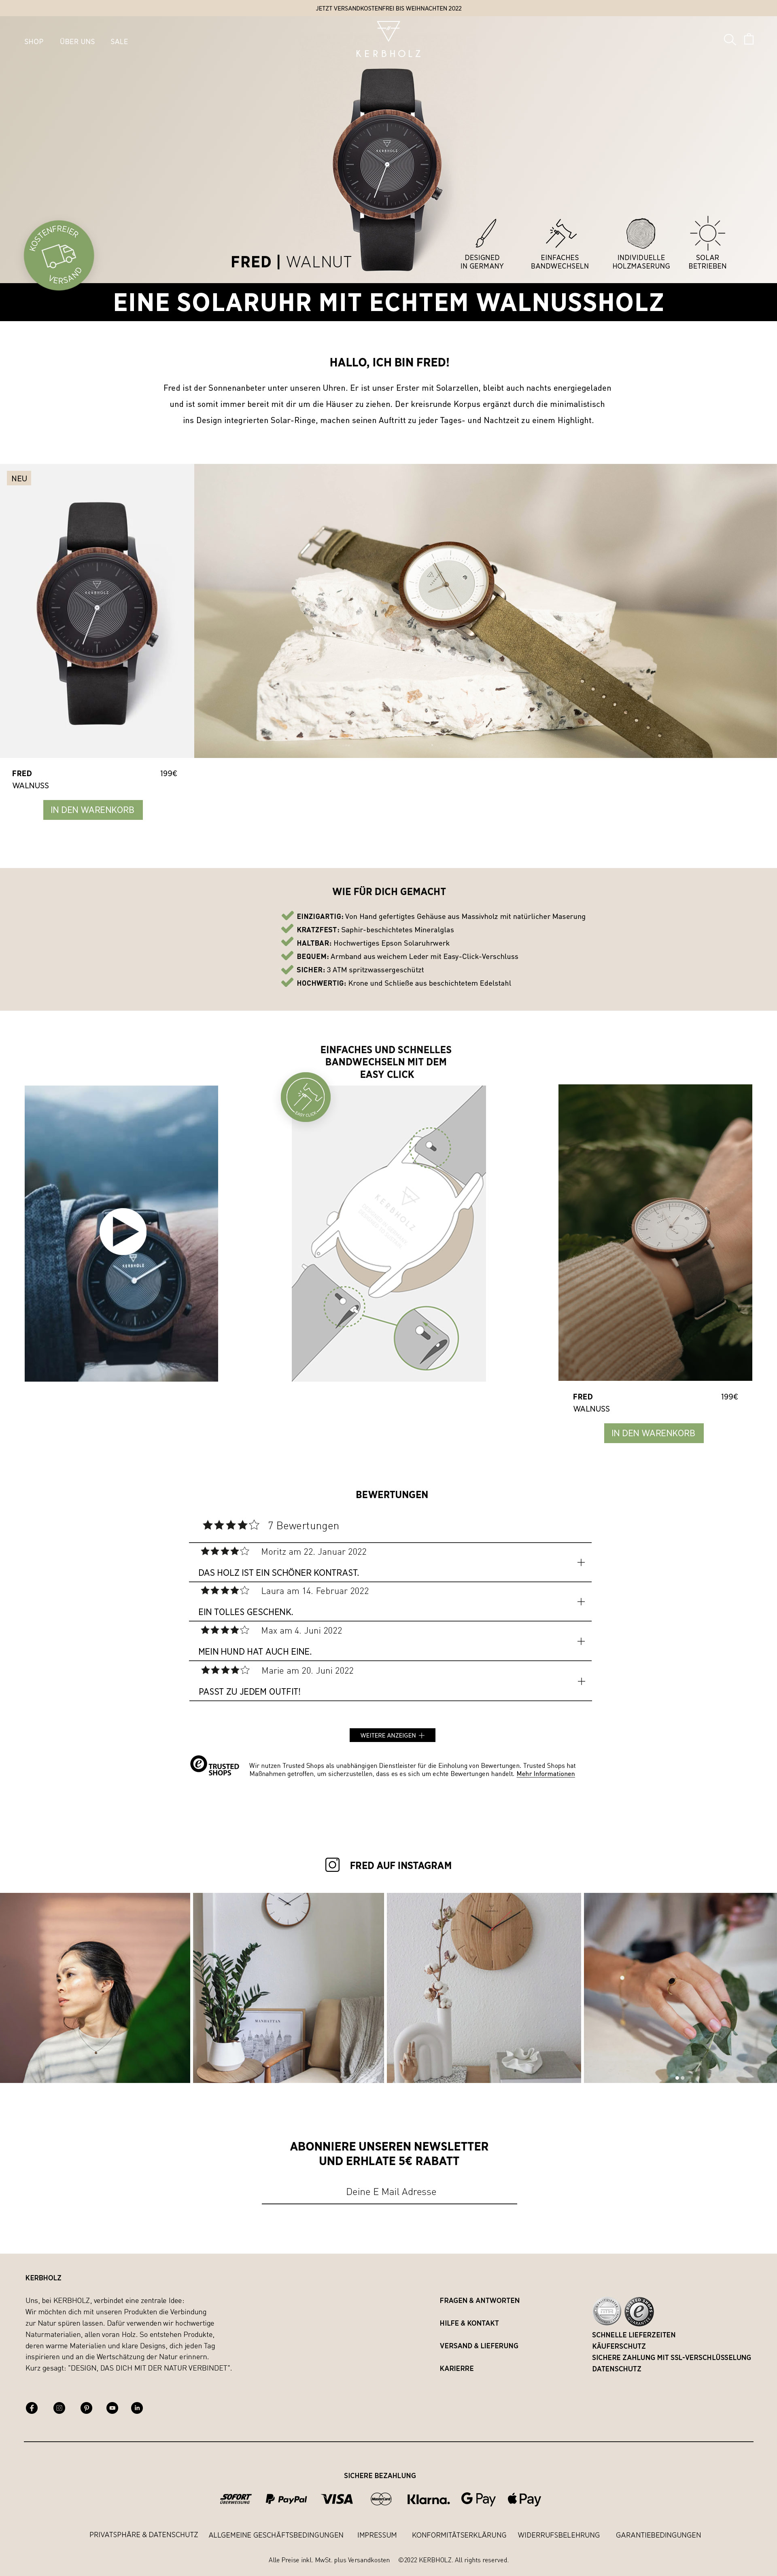 JETZT VERSANDKOSTENFREI BIS WEIHNACHTEN 2022
SHOP ÜBER UNS SALE
KERBHOLZ
KERBHOLZ
KOSTENFREIER
VERSAND
FRED | WALNUT
DESIGNED
IN GERMANY
EINFACHES
BANDWECHSELN
INDIVIDUELLE
HOLZMASERUNG
SOLAR
BETRIEBEN
EINE SOLARUHR MIT ECHTEM WALNUSSHOLZ
HALLO, ICH BIN FRED!
Fred ist der Sonnenanbeter unter unseren Uhren. Er ist unser Erster mit Solarzellen, bleibt auch nachts energiegeladen
und ist somit immer bereit mit dir um die Häuser zu ziehen. Der kreisrunde Korpus ergänzt durch die minimalistisch
ins Design integrierten Solar-Ringe, machen seinen Auftritt zu jeder Tages- und Nachtzeit zu einem Highlight.
NEU
KERBHOLZ
FRED 199€
WALNUSS
IN DEN WARENKORB
WIE FÜR DICH GEMACHT
EINZIGARTIG: Von Hand gefertigtes Gehäuse aus Massivholz mit natürlicher Maserung
KRATZFEST: Saphir-beschichtetes Mineralglas
HALTBAR: Hochwertiges Epson Solaruhrwerk
BEQUEM: Armband aus weichem Leder mit Easy-Click-Verschluss
SICHER: 3 ATM spritzwassergeschützt
HOCHWERTIG: Krone und Schließe aus beschichtetem Edelstahl
EINFACHES UND SCHNELLES
BANDWECHSELN MIT DEM
EASY CLICK
EASY CLICK
KERBHOLZ
KERBHOLZ
FRED 199€
WALNUSS
IN DEN WARENKORB
BEWERTUNGEN
7 Bewertungen
Moritz am 22. Januar 2022
DAS HOLZ IST EIN SCHÖNER KONTRAST.
Laura am 14. Februar 2022
EIN TOLLES GESCHENK.
Max am 4. Juni 2022
MEIN HUND HAT AUCH EINE.
Marie am 20. Juni 2022
PASST ZU JEDEM OUTFIT!
WEITERE ANZEIGEN +
e TRUSTED
SHOPS
Wir nutzen Trusted Shops als unabhängigen Dienstleister für die Einholung von Bewertungen. Trusted Shops hat
Maßnahmen getroffen, um sicherzustellen, dass es es sich um echte Bewertungen handelt. Mehr Informationen
FRED AUF INSTAGRAM
MANHATTAN
ABONNIERE UNSEREN NEWSLETTER
UND ERHLATE 5€ RABATT
Deine E Mail Adresse
KERBHOLZ
Uns, bei KERBHOLZ, verbindet eine zentrale Idee:
Wir möchten dich mit unseren Produkten die Verbindung
zur Natur spüren lassen. Dafür verwenden wir hochwertige
Naturmaterialien, allen voran Holz. So entstehen Produkte,
deren warme Materialien und klare Designs, dich jeden Tag
inspirieren und an die Wertschätzung der Natur erinnern.
Kurz gesagt: "DESIGN, DAS DICH MIT DER NATUR VERBINDET".
FRAGEN & ANTWORTEN
HILFE & KONTAKT
VERSAND & LIEFERUNG
KARIERRE
SCHNELLE LIEFERZEITEN
KÄUFERSCHUTZ
SICHERE ZAHLUNG MIT SSL-VERSCHLÜSSELUNG
DATENSCHUTZ
SICHERE BEZAHLUNG
SOFORT
ÜBERWEISUNG
PayPal VISA MasterCard Klarna. G Pay Pay
PRIVATSPHÄRE & DATENSCHUTZ ALLGEMEINE GESCHÄFTSBEDINGUNGEN IMPRESSUM KONFORMITÄTSERKLÄRUNG WIDERRUFSBELEHRUNG GARANTIEBEDINGUNGEN
Alle Preise inkl. MwSt. plus Versandkosten ©2022 KERBHOLZ. All rights reserved.